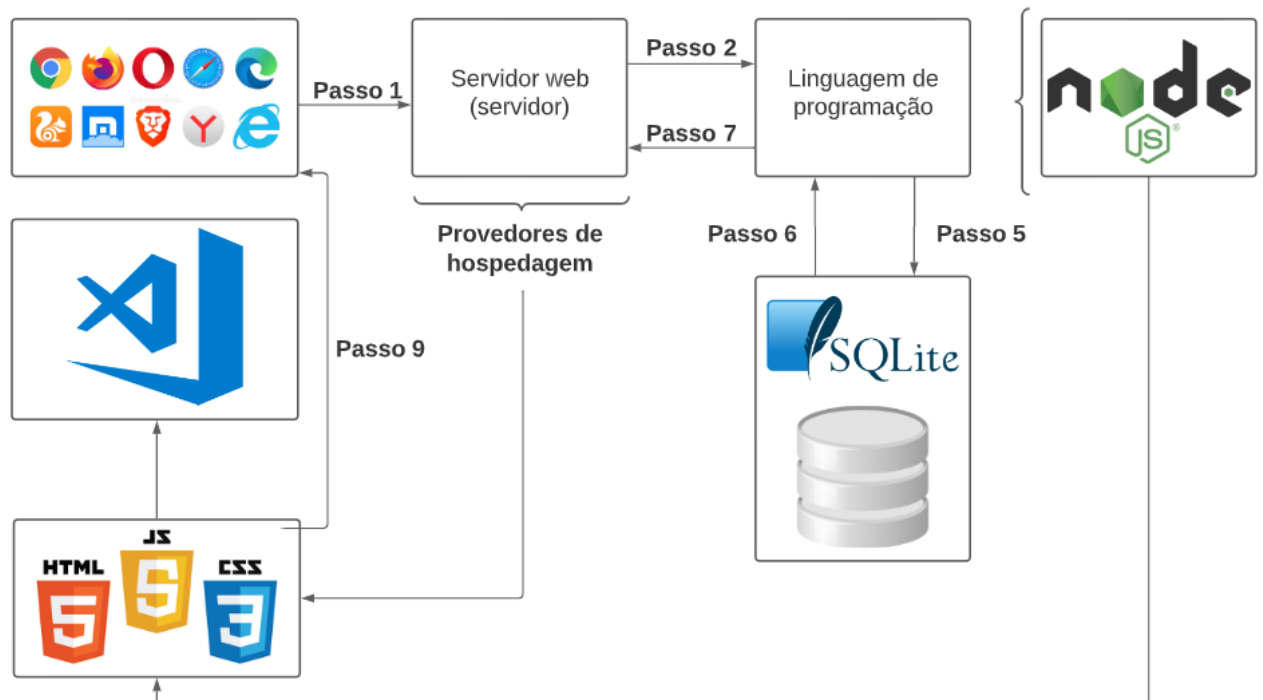 Passo 1
Servidor web
(servidor)
Passo 2
Passo 7
Linguagem de
programação
node
JS
®
Provedores de
hospedagem
Passo 6
Passo 5
Passo 9
SQLite
HTML
JS
CSS
5
5
3